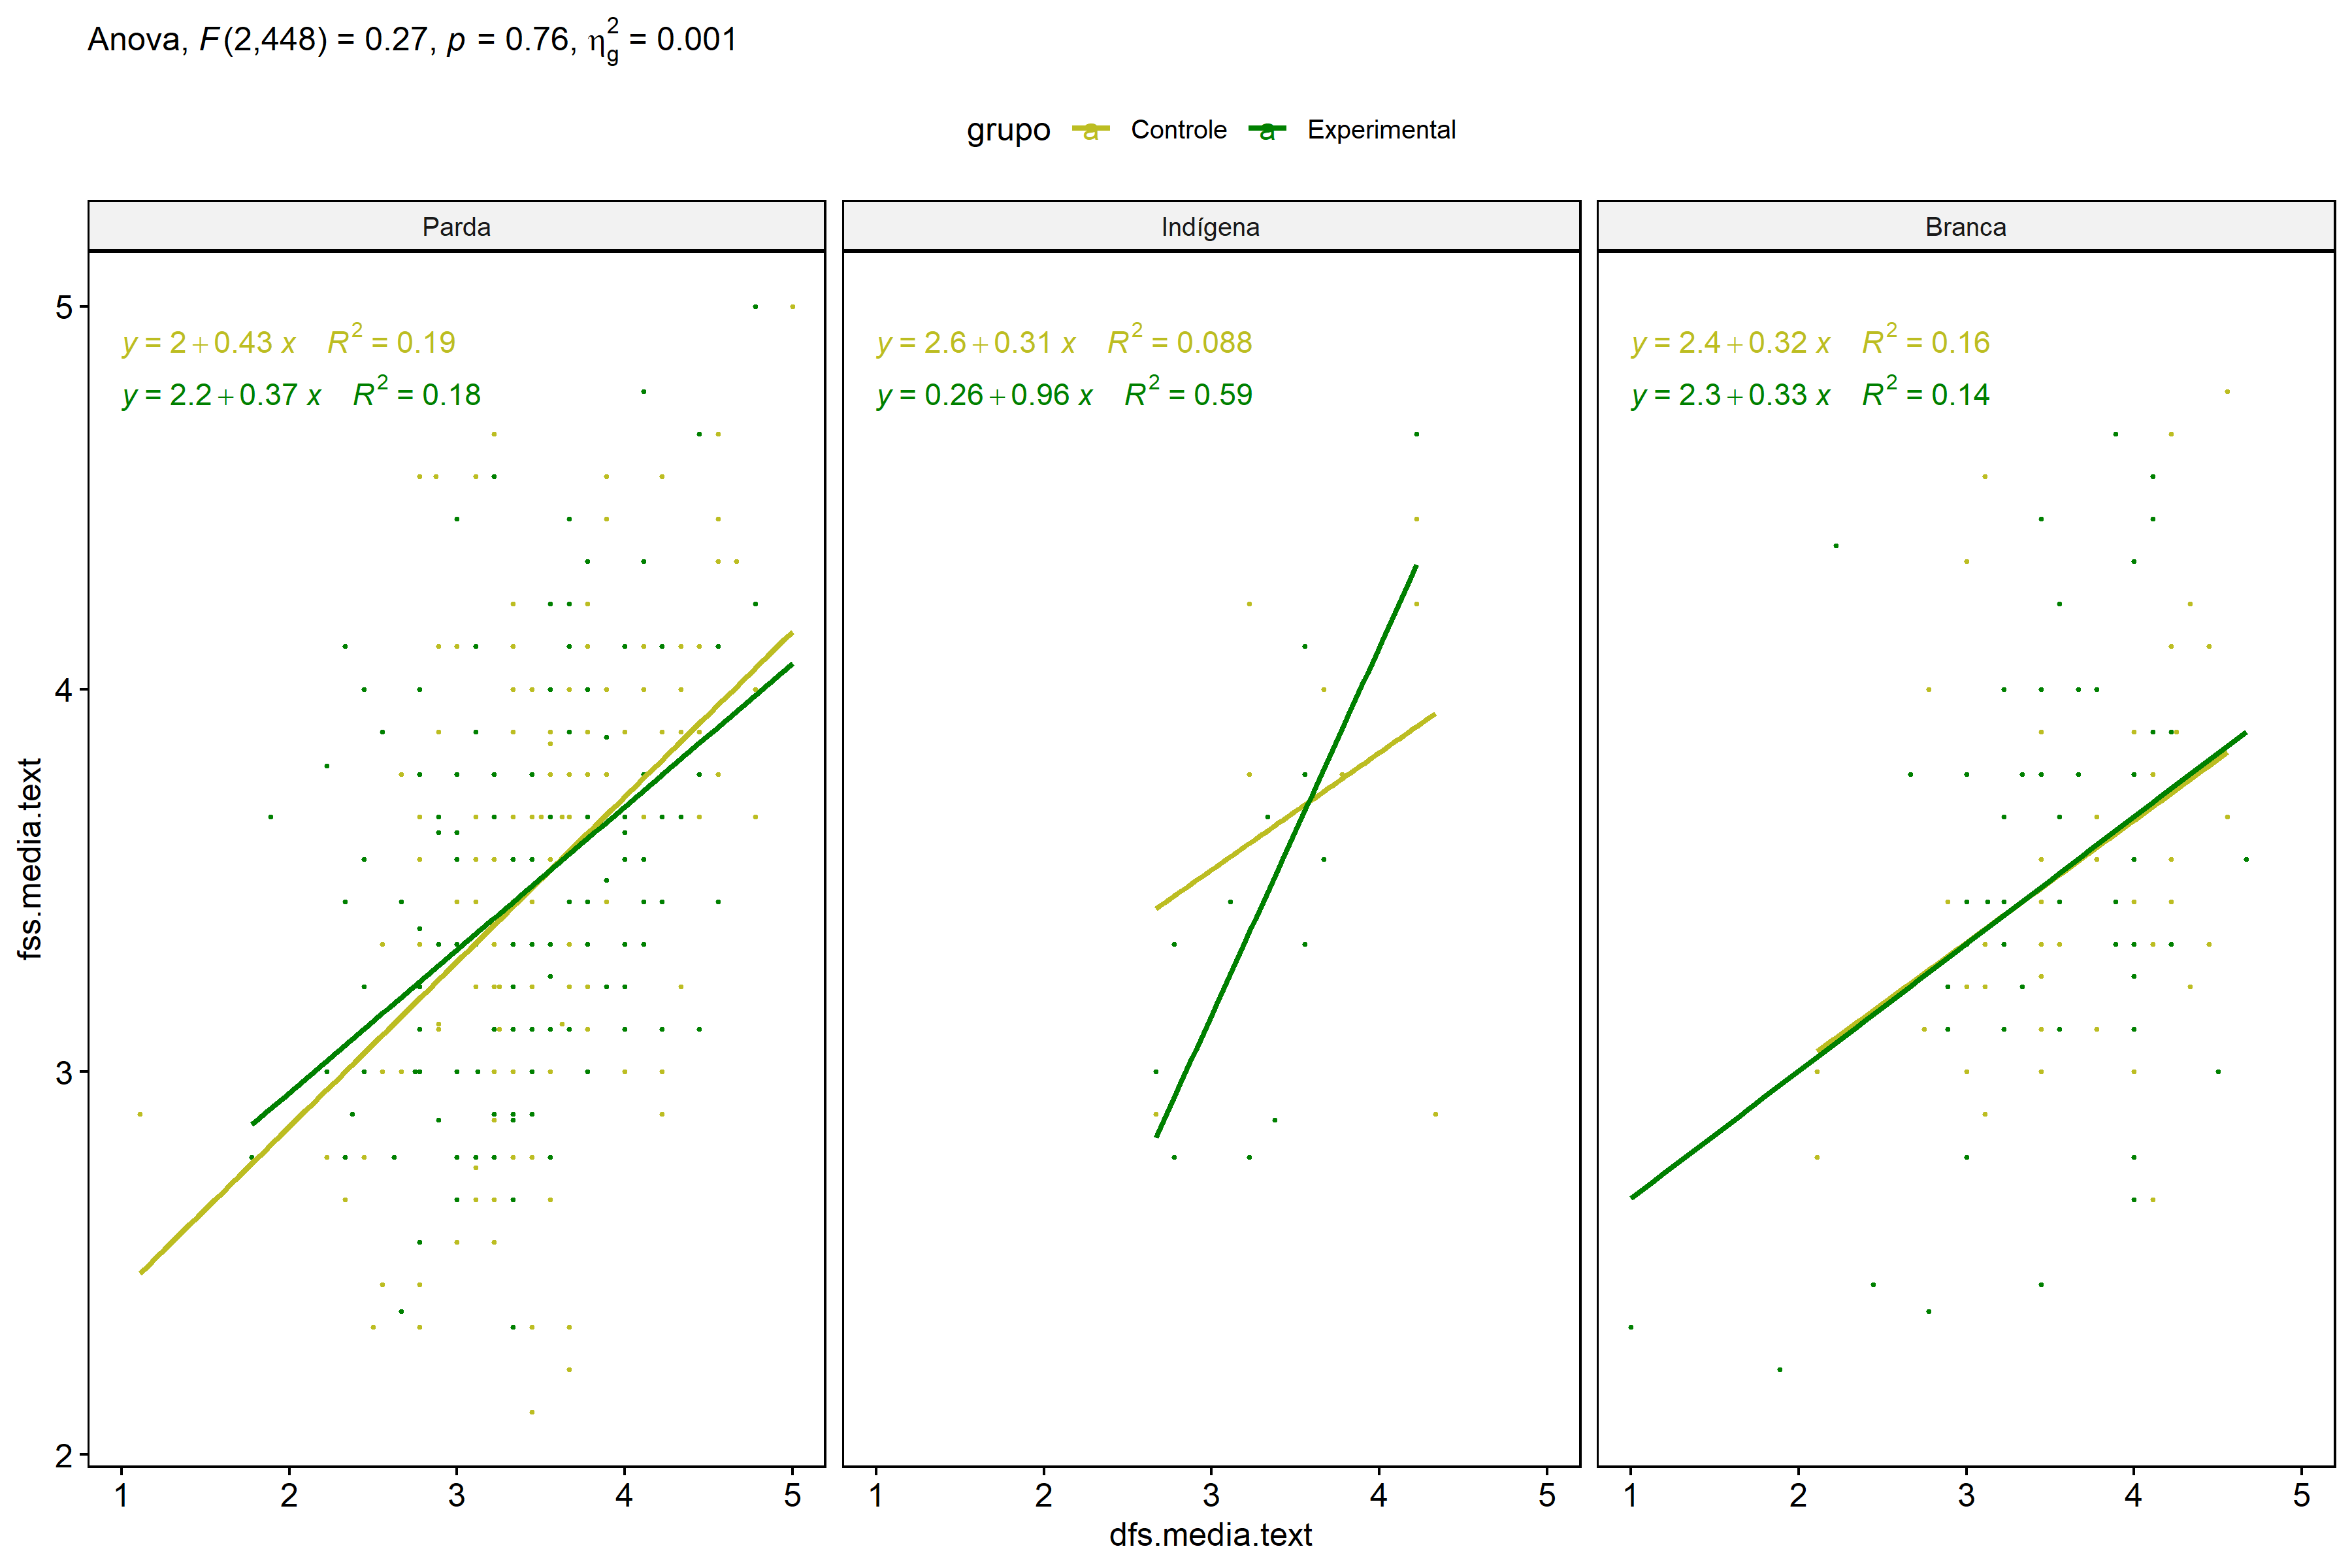 Anova, F(2,448) = 0.27, p = 0.76, η²g = 0.001
grupo a Controle a Experimental
Parda Indígena Branca
y = 2 + 0.43 x R² = 0.19
y = 2.2 + 0.37 x R² = 0.18
y = 2.6 + 0.31 x R² = 0.088
y = 0.26 + 0.96 x R² = 0.59
y = 2.4 + 0.32 x R² = 0.16
y = 2.3 + 0.33 x R² = 0.14
5
4
3
2
fss.media.text
1 2 3 4 5 1 2 3 4 5 1 2 3 4 5
dfs.media.text